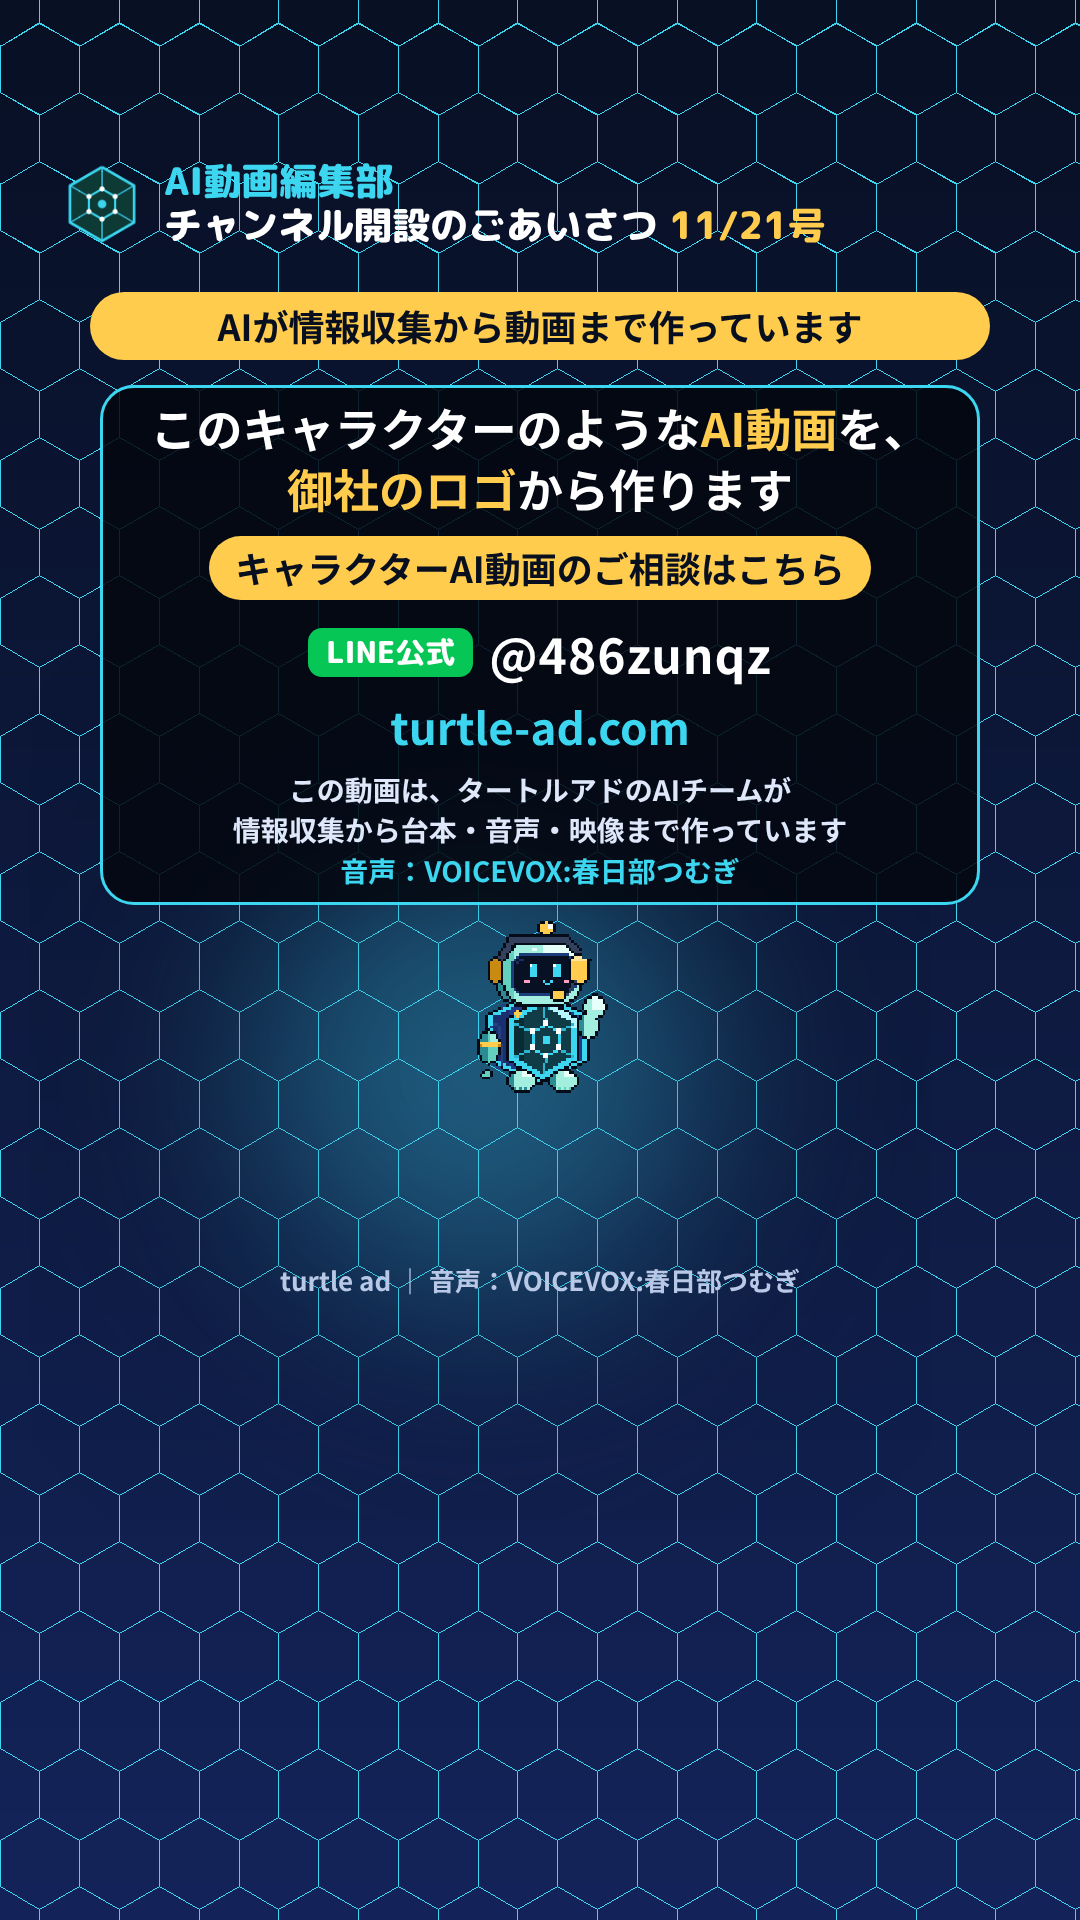 AI動画編集部
チャンネル開設のごあいさつ 11/21号
AIが情報収集から動画まで作っています
このキャラクターのようなAI動画を、
御社のロゴから作ります
キャラクターAI動画のご相談はこちら
LINE公式 @486zunqz
turtle-ad.com
この動画は、タートルアドのAIチームが
情報収集から台本・音声・映像まで作っています
音声：VOICEVOX:春日部つむぎ
turtle ad｜音声：VOICEVOX:春日部つむぎ